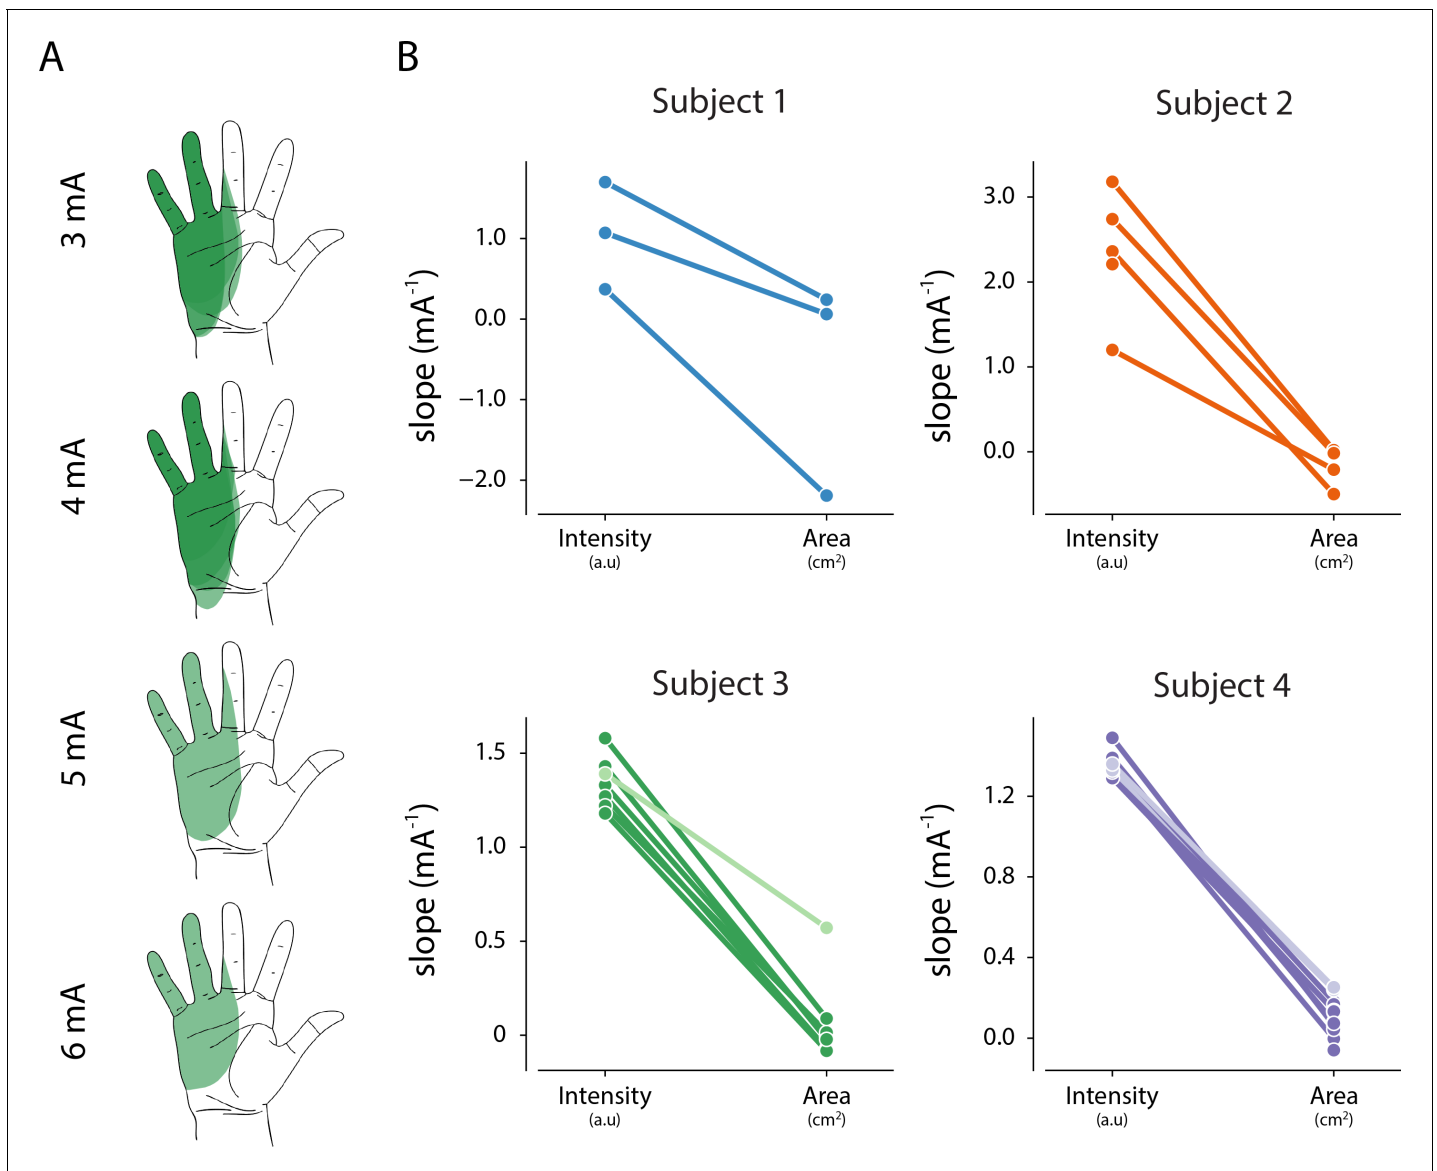 A
3 mA
4 mA
5 mA
6 mA
B
Subject 1
slope (mA⁻¹)
1.0
0.0
−1.0
−2.0
Intensity
(a.u)
Area
(cm²)
Subject 2
slope (mA⁻¹)
3.0
2.0
1.0
0.0
Intensity
(a.u)
Area
(cm²)
Subject 3
slope (mA⁻¹)
1.5
1.0
0.5
0
Intensity
(a.u)
Area
(cm²)
Subject 4
slope (mA⁻¹)
1.2
0.8
0.4
0.0
Intensity
(a.u)
Area
(cm²)